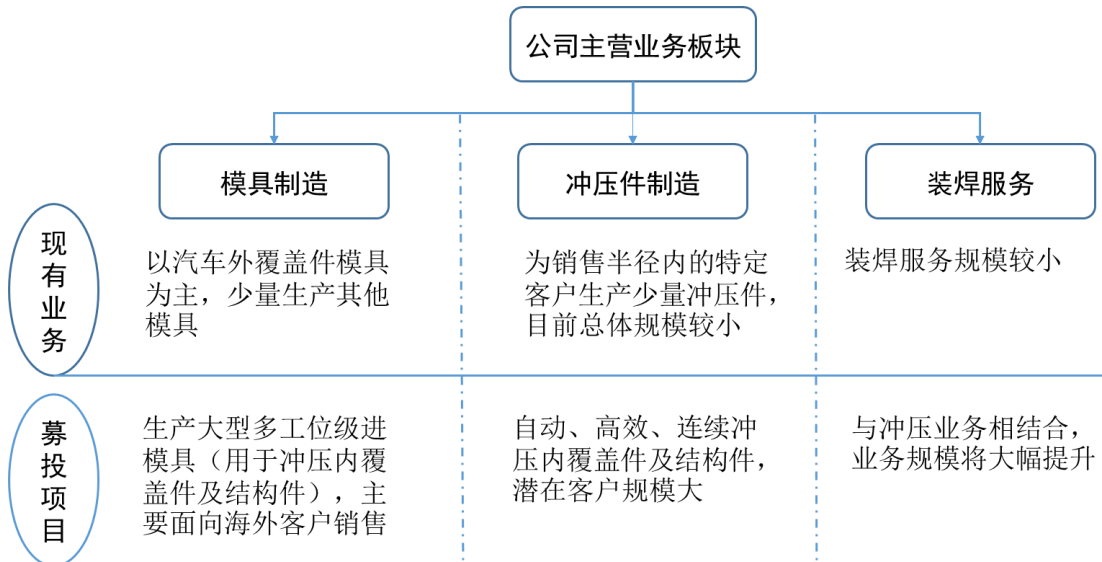 公司主营业务板块
模具制造
冲压件制造
装焊服务
现有业务
以汽车外覆盖件模具
为主，少量生产其他
模具
为销售半径内的特定
客户生产少量冲压件，
目前总体规模较小
装焊服务规模较小
募投项目
生产大型多工位级进
模具（用于冲压内覆
盖件及结构件），主
要面向海外客户销售
自动、高效、连续冲
压内覆盖件及结构件，
潜在客户规模大
与冲压业务相结合，
业务规模将大幅提升